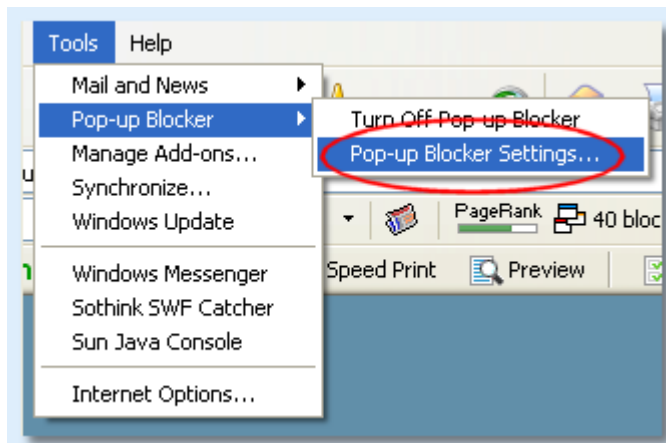 Tools Help
Mail and News
Pop-up Blocker
Turn Off Pop-up Blocker
Manage Add-ons...
Pop-up Blocker Settings...
Synchronize...
Windows Update
PageRank
40 bloc
Windows Messenger
Speed Print
Preview
Sothink SWF Catcher
Sun Java Console
Internet Options...